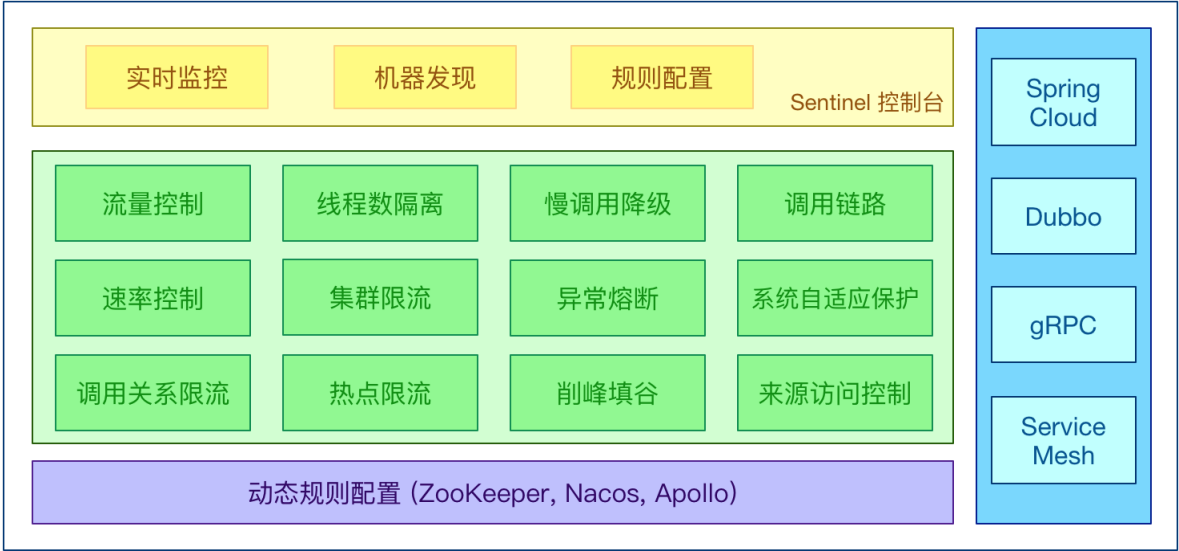 实时监控
机器发现
规则配置
Sentinel 控制台
流量控制
线程数隔离
慢调用降级
调用链路
速率控制
集群限流
异常熔断
系统自适应保护
调用关系限流
热点限流
削峰填谷
来源访问控制
动态规则配置 (ZooKeeper, Nacos, Apollo)
Spring
Cloud
Dubbo
gRPC
Service
Mesh